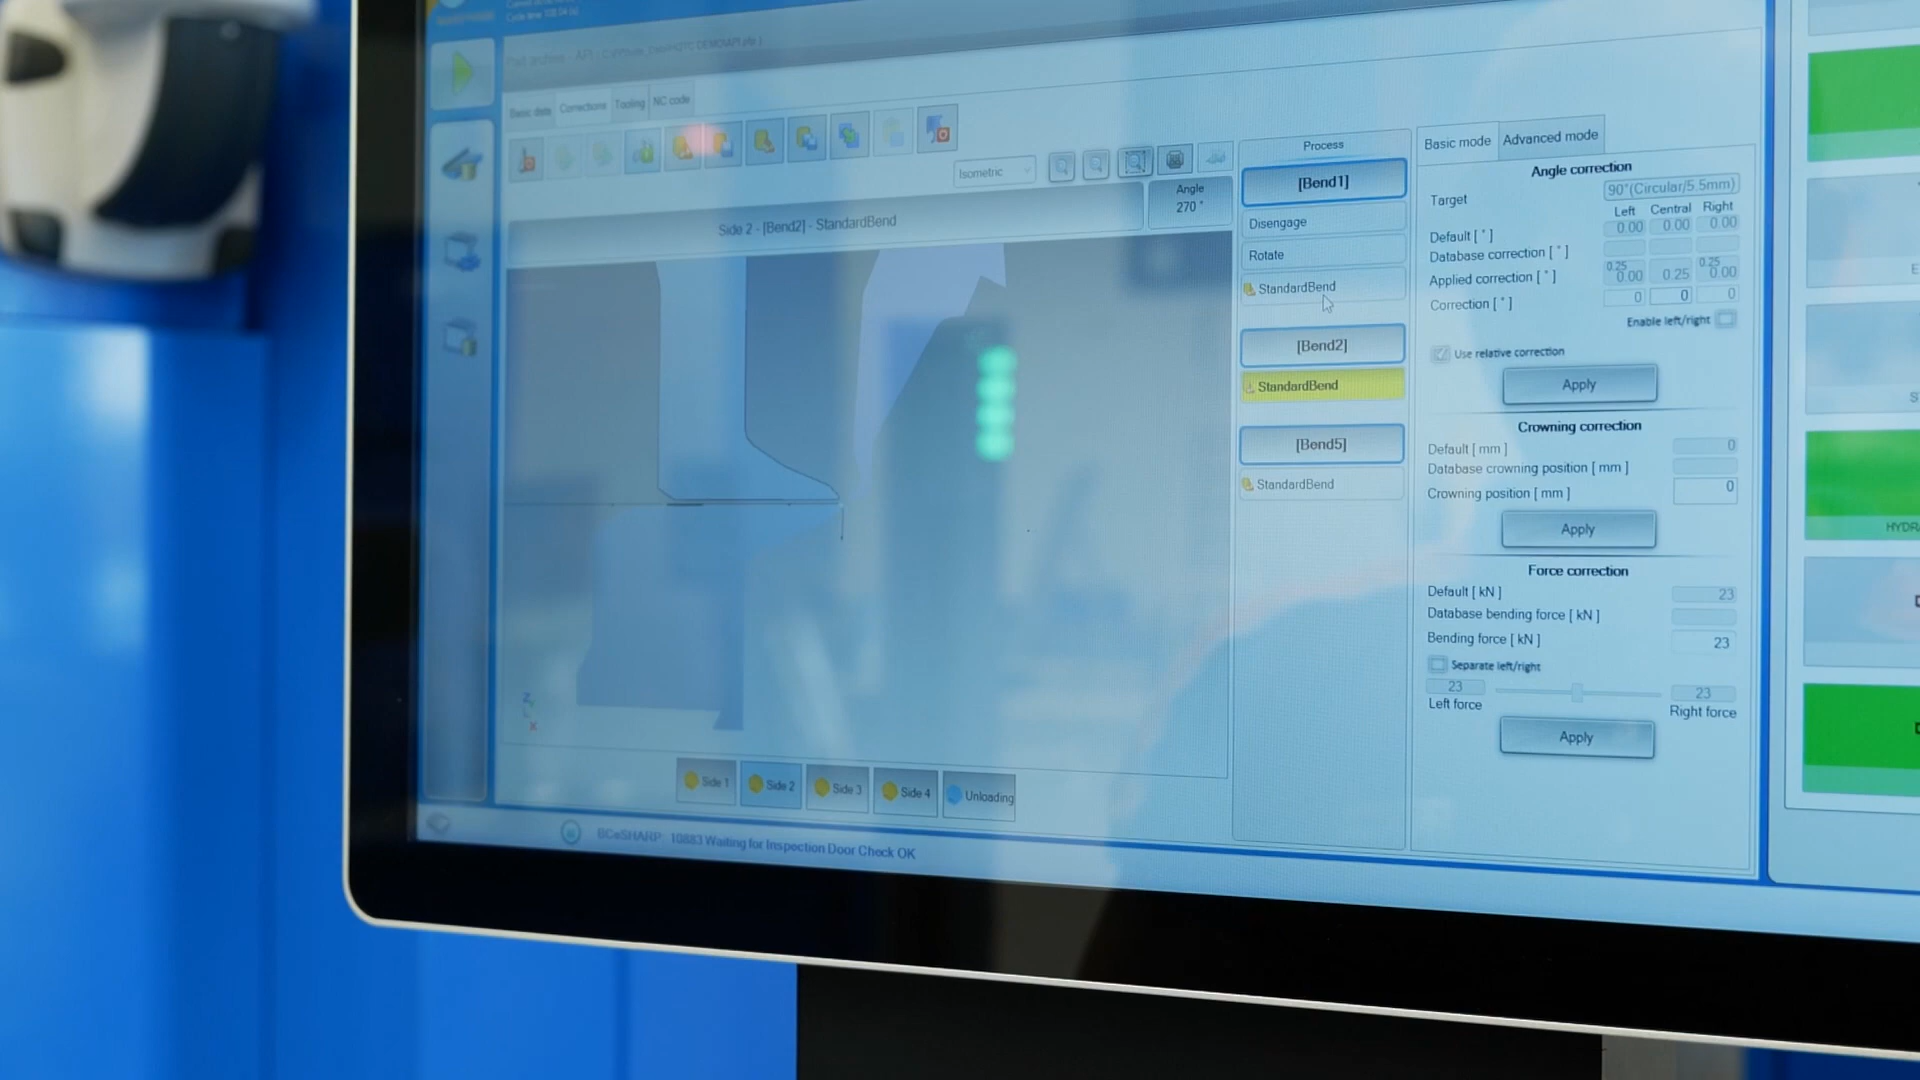 Basic data Corrections Tooling NC code
Isometric
Angle
270 °
Side 2 - [Bend2] - StandardBend
Process
[Bend1]
Disengage
Rotate
StandardBend
[Bend2]
StandardBend
[Bend5]
StandardBend
Basic mode Advanced mode
Angle correction
Target 90°(Circular/5.5mm)
Left Central Right
Default [ ° ] 0.00 0.00 0.00
Database correction [ ° ]
0.25 0.25
Applied correction [ ° ] 0.00 0.25 0.00
Correction [ ° ] 0 0 0
Enable left/right
Use relative correction
Apply
Crowning correction
Default [ mm ] 0
Database crowning position [ mm ]
Crowning position [ mm ] 0
Apply
Force correction
Default [ kN ] 23
Database bending force [ kN ]
Bending force [ kN ] 23
Separate left/right
23 23
Left force Right force
Apply
HYDR
Side 1 Side 2 Side 3 Side 4 Unloading
BCeSHARP: 10883 Waiting for Inspection Door Check OK